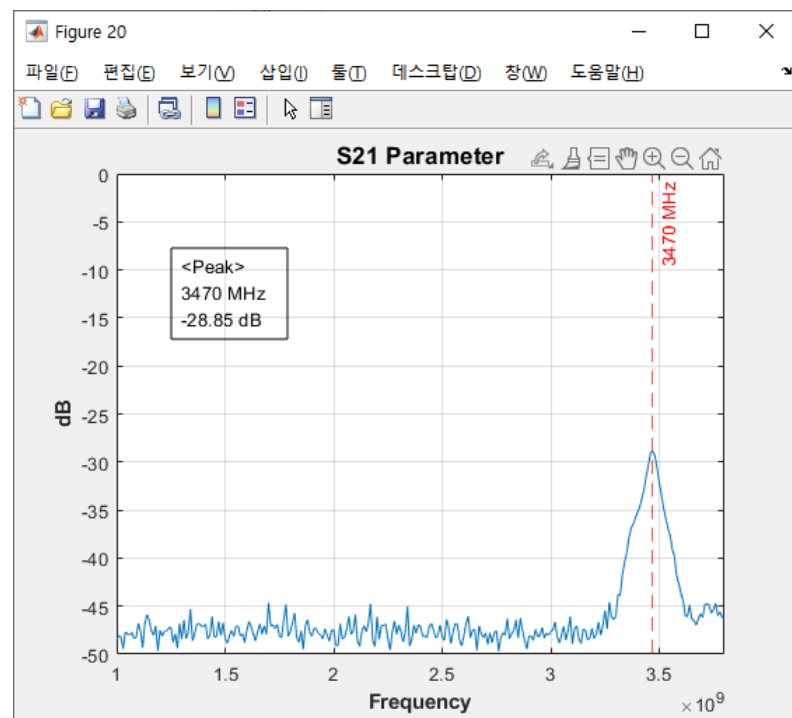 Figure 20
파일(F) 편집(E) 보기(V) 삽입(I) 툴(T) 데스크탑(D) 창(W) 도움말(H)
S21 Parameter
0
-5
-10
-15
-20
-25
-30
-35
-40
-45
-50
dB
<Peak>
3470 MHz
-28.85 dB
3470 MHz
1 1.5 2 2.5 3 3.5
Frequency
×10⁹